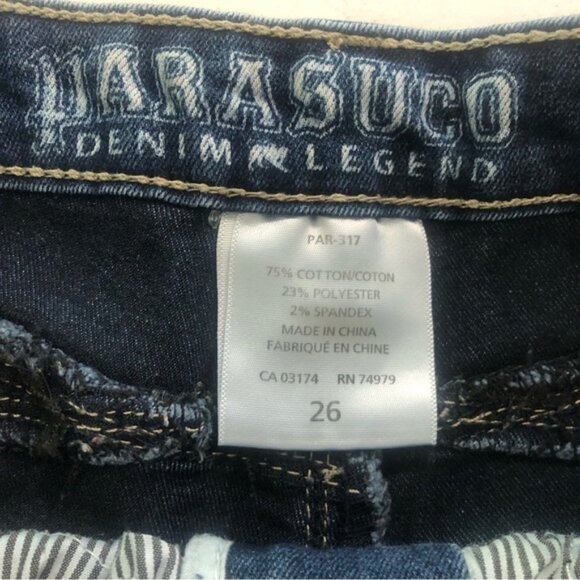 PARASUCO
DENIM LEGEND
PAR-317
75% COTTON/COTON
23% POLYESTER
2% SPANDEX
MADE IN CHINA
FABRIQUÉ EN CHINE
CA 03174 RN 74979
26